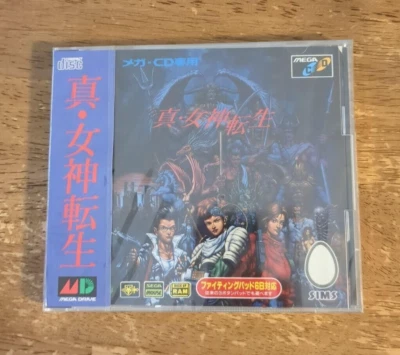 真・女神転生
メガ-CD専用
MEGA CD
真・女神転生
MEGA DRIVE
RAM
ファイティングパッド6B対応
SIMS